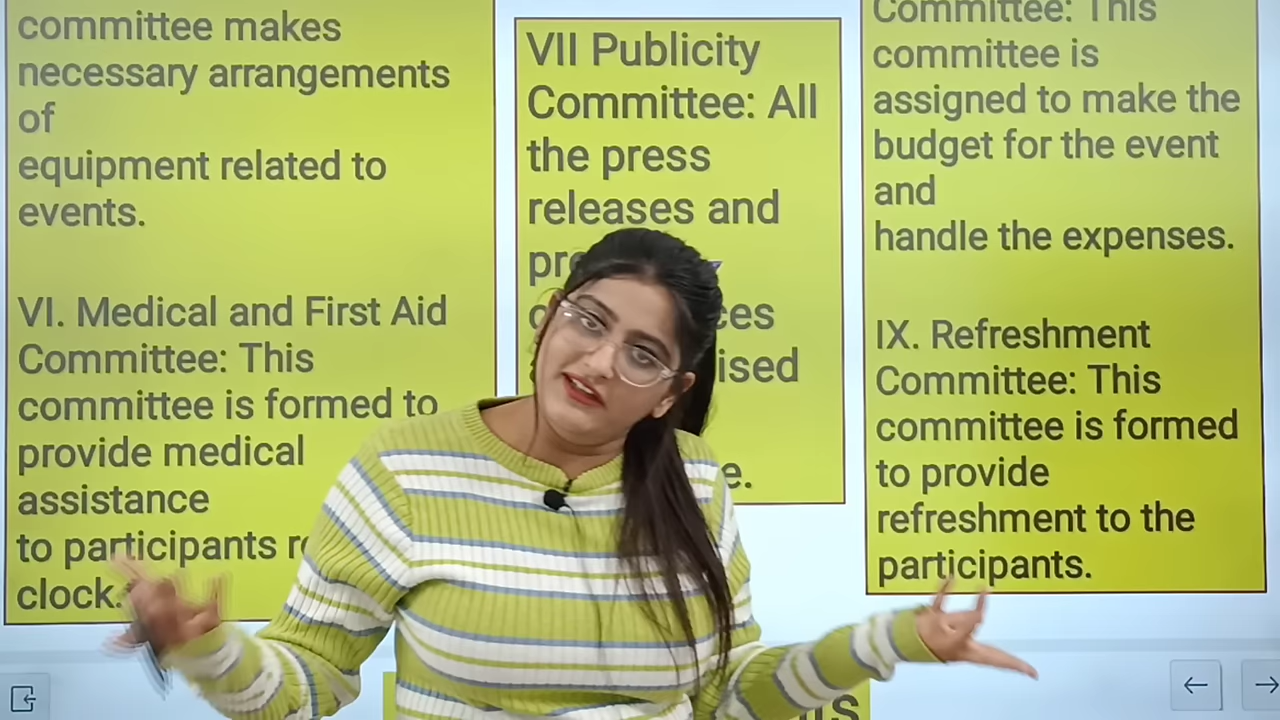 committee makes
necessary arrangements
of
equipment related to
events.
VI. Medical and First Aid
Committee: This
committee is formed to
provide medical
assistance
to participants
clock.
VII Publicity
Committee: All
the press
releases and
Committee: This
committee is
assigned to make the
budget for the event
and
handle the expenses.
IX. Refreshment
Committee: This
committee is formed
to provide
refreshment to the
participants.